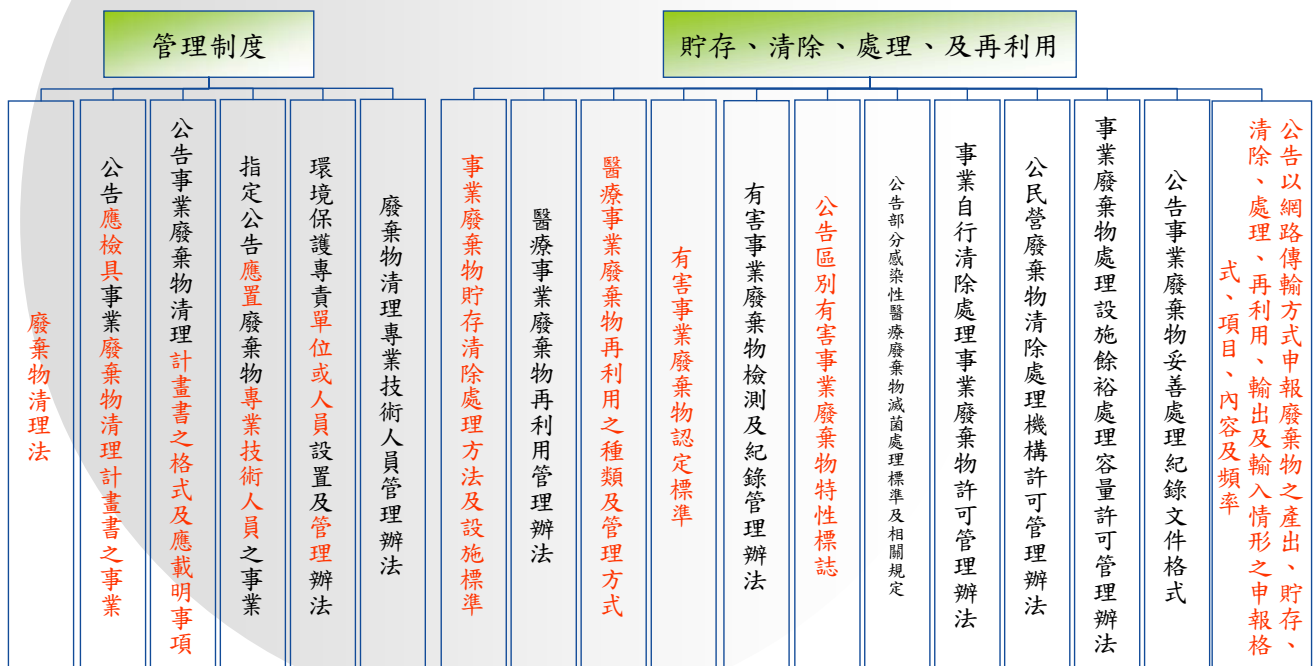 管理制度
廢棄物清理法
公告應檢具事業廢棄物清理計畫書之事業
公告事業廢棄物清理計畫書之格式及應載明事項
指定公告應置廢棄物專業技術人員之事業
環境保護專責單位或人員設置及管理辦法
廢棄物清理專業技術人員管理辦法
貯存、清除、處理、及再利用
事業廢棄物貯存清除處理方法及設施標準
醫療事業廢棄物再利用管理辦法
醫療事業廢棄物再利用之種類及管理方式
有害事業廢棄物認定標準
有害事業廢棄物檢測及紀錄管理辦法
公告區別有害事業廢棄物特性標誌
公告部分感染性醫療廢棄物滅菌處理標準及相關規定
事業自行清除處理事業廢棄物許可管理辦法
公民營廢棄物清除處理機構許可管理辦法
事業廢棄物處理設施餘裕處理容量許可管理辦法
公告事業廢棄物妥善處理紀錄文件格式
公告以網路傳輸方式申報廢棄物之產出、貯存、
清除、處理、再利用、輸出及輸入情形之申報格
式、項目、內容及頻率